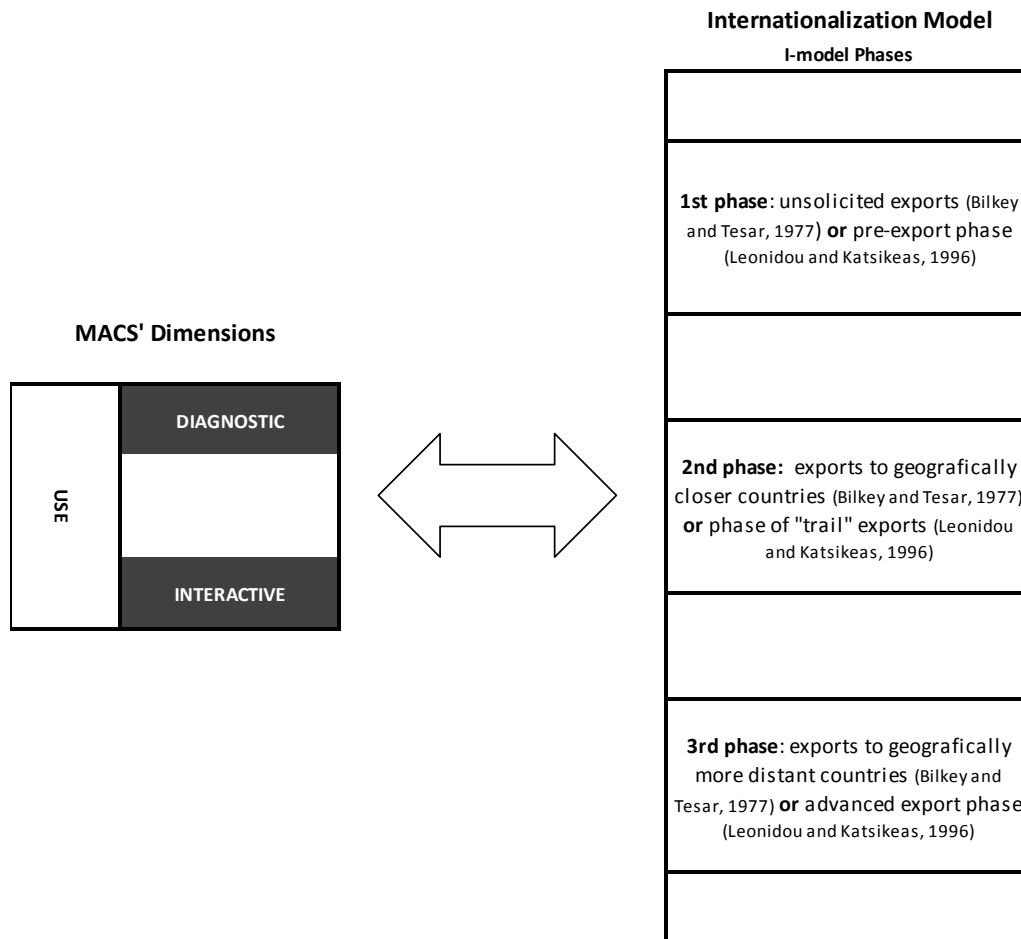 Internationalization Model
I-model Phases
1st phase: unsolicited exports (Bilkey
and Tesar, 1977) or pre-export phase
(Leonidou and Katsikeas, 1996)
MACS' Dimensions
DIAGNOSTIC
USE
INTERACTIVE
2nd phase: exports to geografically
closer countries (Bilkey and Tesar, 1977)
or phase of "trail" exports (Leonidou
and Katsikeas, 1996)
3rd phase: exports to geografically
more distant countries (Bilkey and
Tesar, 1977) or advanced export phase
(Leonidou and Katsikeas, 1996)